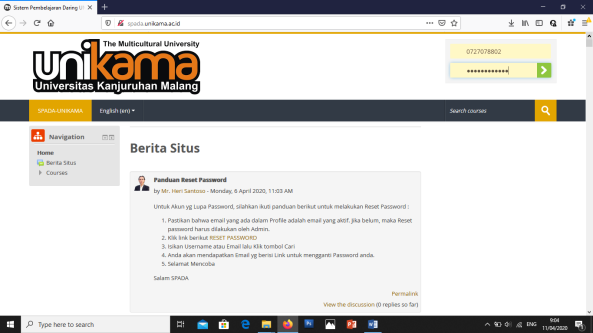 Sistem Pembelajaran Daring U
spada.unikama.ac.id
The Multicultural University
unikama
Universitas Kanjuruhan Malang
0727078802
SPADA-UNIKAMA
English (en)
Search courses
Navigation
Home
Berita Situs
Courses
Berita Situs
Panduan Reset Password
by Mr. Heri Santoso - Monday, 6 April 2020, 11:03 AM
Untuk Akun yg Lupa Password, silahkan ikuti panduan berikut untuk melakukan Reset Password :
1. Pastikan bahwa email yang ada dalam Profile adalah email yang aktif. Jika belum, maka Reset
password harus dilakukan oleh Admin.
2. Klik link berikut RESET PASSWORD
3. Isikan Username atau Email lalu Klik tombol Cari
4. Anda akan mendapatkan Email yg berisi Link untuk mengganti Password anda.
5. Selamat Mencoba
Salam SPADA
Permalink
View the discussion (0 replies so far)
Type here to search
ENG
9:04
11/04/2020